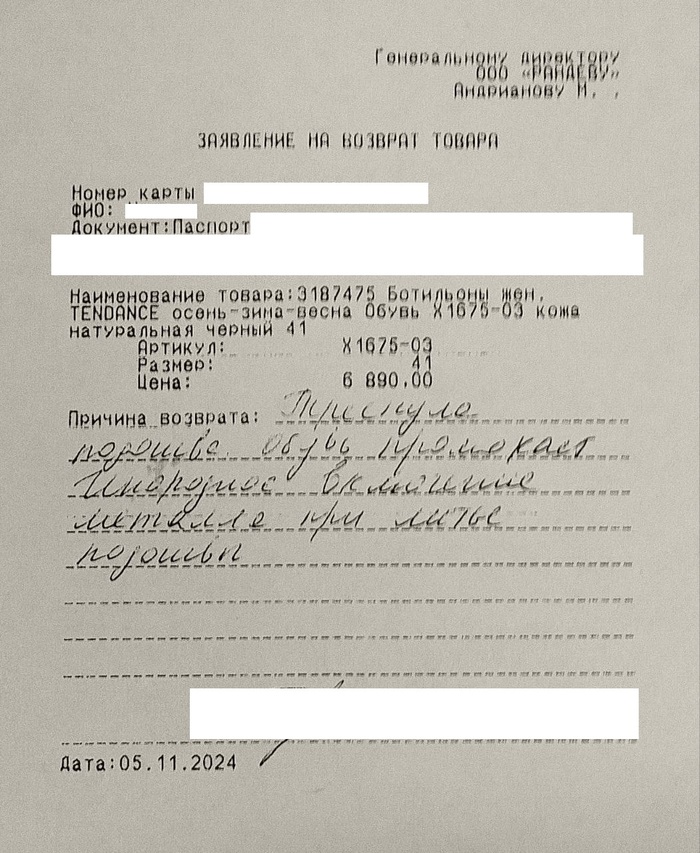 Генеральному директору
ООО «РАНДЕВУ»
Андрианову М. ,
ЗАЯВЛЕНИЕ НА ВОЗВРАТ ТОВАРА
Номер карты
ФИО:
Документ:Паспорт
Наименование товара:3187475 Ботильоны жен,
TENDANCE осень-зима-весна Обувь X1675-03 кожа
натуральная черный 41
Артикул: X1675-03
Размер: 41
Цена: 6 890,00
Причина возврата: Треснула
подошва. Обувь промокает
Инородное включение
металла при литье
подошвы
Дата:05.11.2024